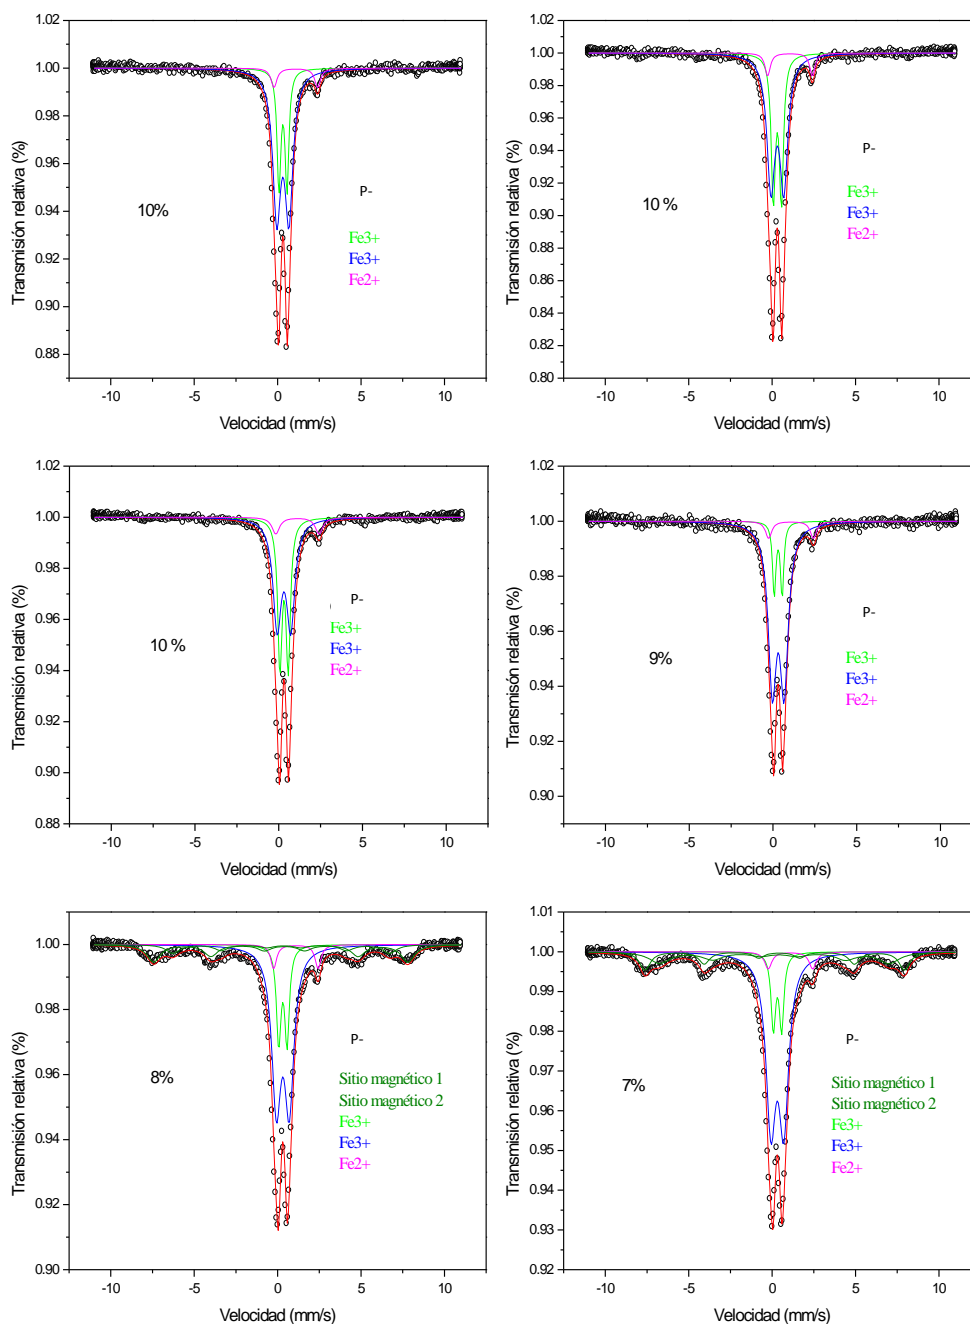 1.02
1.00
0.98
0.96
0.94
0.92
0.90
0.88
Transmisión relativa (%)
10%
P-
Fe3+
Fe3+
Fe2+
-10 -5 0 5 10
Velocidad (mm/s)
1.02
1.00
0.98
0.96
0.94
0.92
0.90
0.88
0.86
0.84
0.82
0.80
Transmisión relativa (%)
10 %
P-
Fe3+
Fe3+
Fe2+
-10 -5 0 5 10
Velocidad (mm/s)
1.02
1.00
0.98
0.96
0.94
0.92
0.90
0.88
Transmisión relativa (%)
10 %
P-
Fe3+
Fe3+
Fe2+
-10 -5 0 5 10
Velocidad (mm/s)
1.02
1.00
0.98
0.96
0.94
0.92
0.90
Transmisión relativa (%)
9%
P-
Fe3+
Fe3+
Fe2+
-10 -5 0 5 10
Velocidad (mm/s)
1.00
0.98
0.96
0.94
0.92
0.90
Transmisión relativa (%)
8%
P-
Sitio magnético 1
Sitio magnético 2
Fe3+
Fe3+
Fe2+
-10 -5 0 5 10
Velocidad (mm/s)
1.01
1.00
0.99
0.98
0.97
0.96
0.95
0.94
0.93
0.92
Transmisión relativa (%)
7%
P-
Sitio magnético 1
Sitio magnético 2
Fe3+
Fe3+
Fe2+
-10 -5 0 5 10
Velocidad (mm/s)